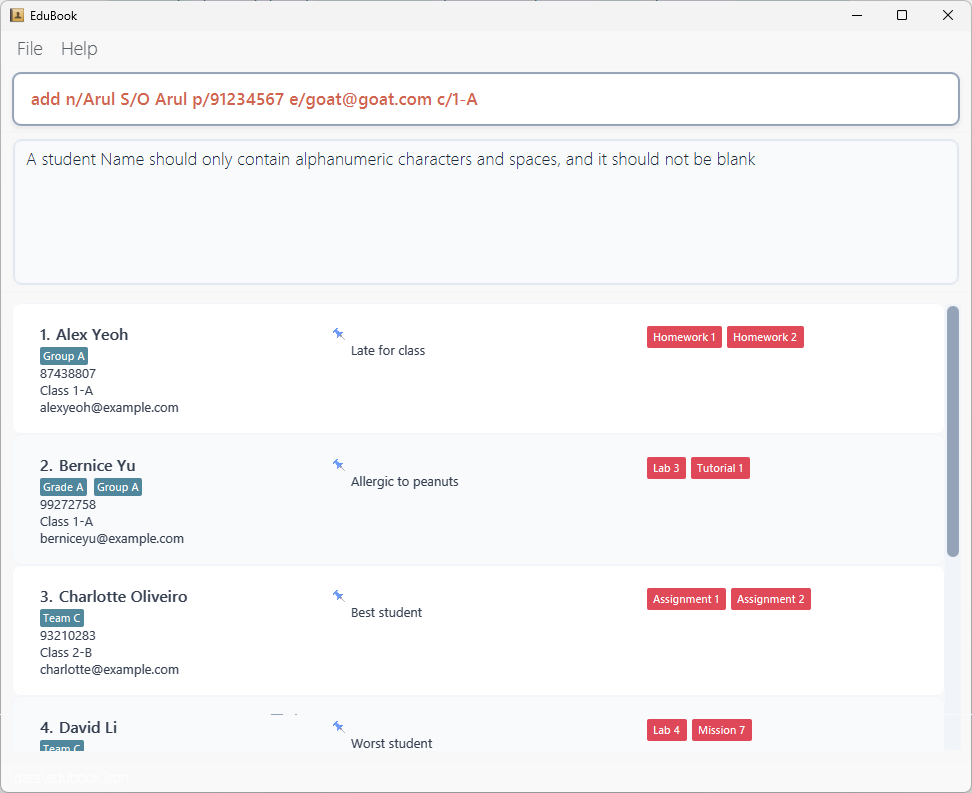 EduBook
File Help
add n/Arul S/O Arul p/91234567 e/goat@goat.com c/1-A
A student Name should only contain alphanumeric characters and spaces, and it should not be blank
1. Alex Yeoh
Group A
87438807
Class 1-A
alexyeoh@example.com
Late for class
Homework 1 Homework 2
2. Bernice Yu
Grade A Group A
99272758
Class 1-A
berniceyu@example.com
Allergic to peanuts
Lab 3 Tutorial 1
3. Charlotte Oliveiro
Team C
93210283
Class 2-B
charlotte@example.com
Best student
Assignment 1 Assignment 2
4. David Li
Team C
Worst student
Lab 4 Mission 7